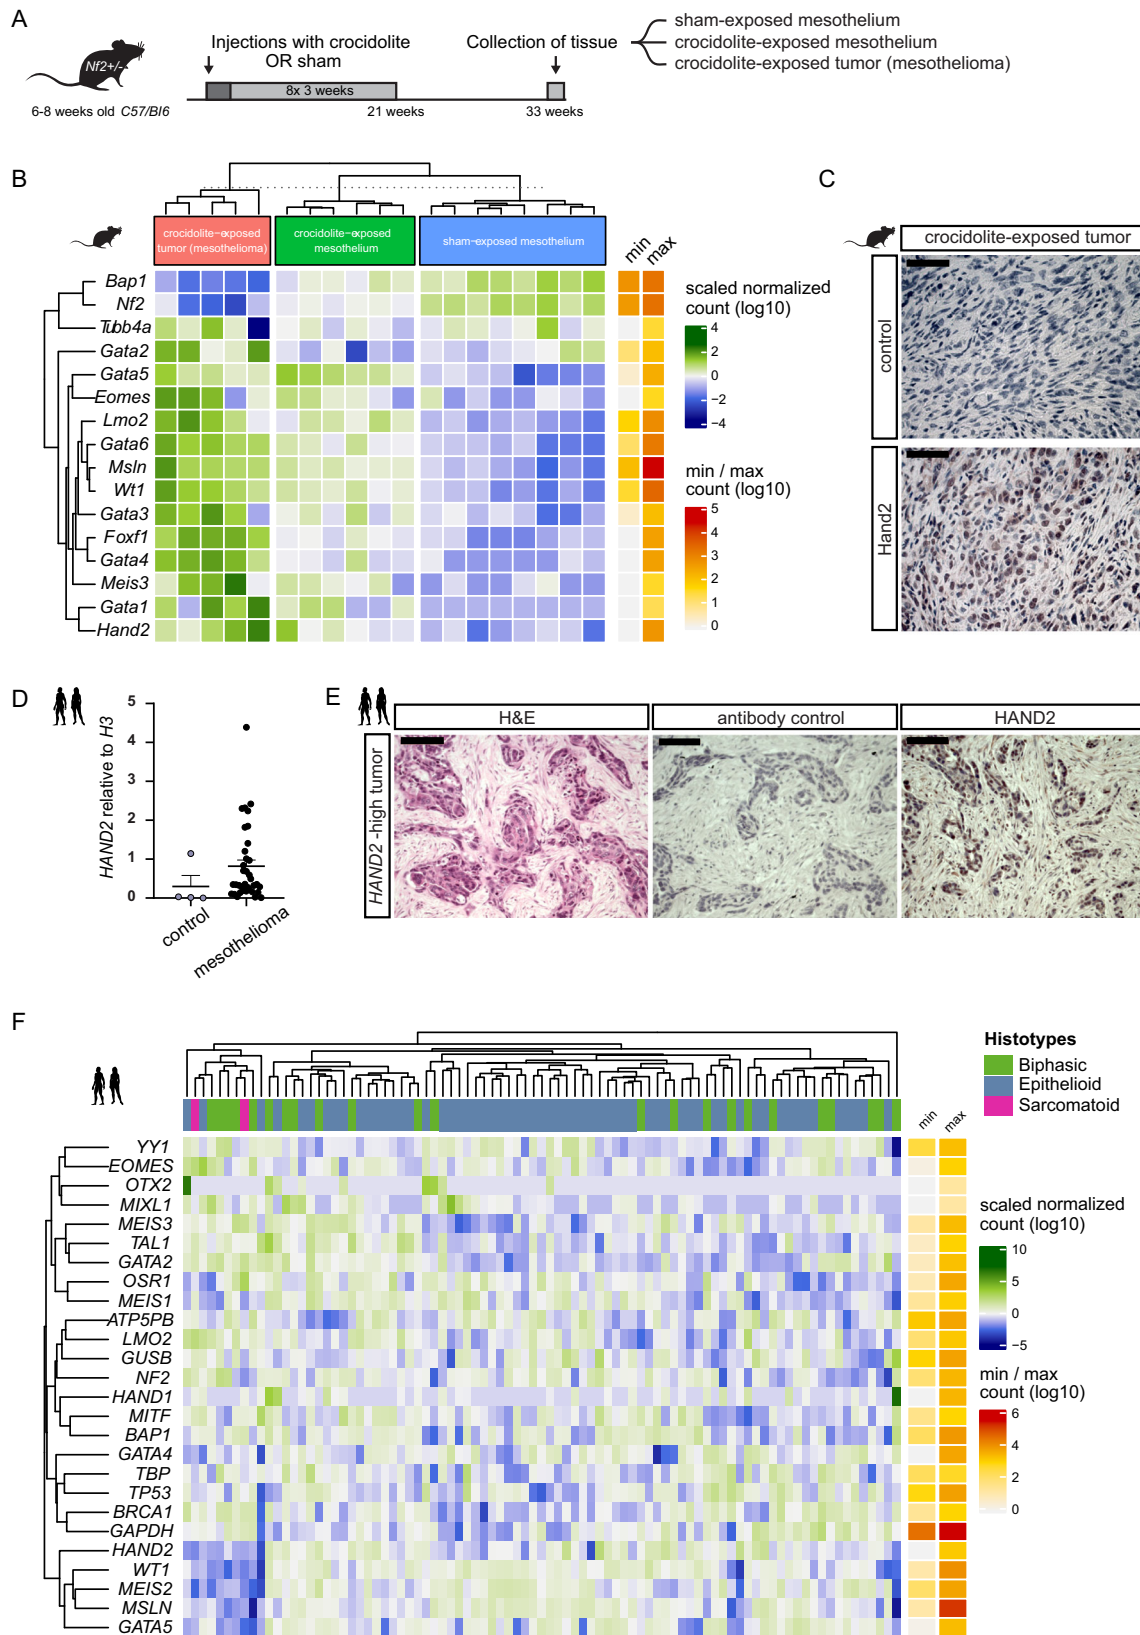 A
Nf2+/-
6-8 weeks old C57/Bl6
Injections with crocidolite
OR sham
8x 3 weeks
21 weeks
Collection of tissue
33 weeks
sham-exposed mesothelium
crocidolite-exposed mesothelium
crocidolite-exposed tumor (mesothelioma)
B
crocidolite-exposed
tumor (mesothelioma)
crocidolite-exposed
mesothelium
sham-exposed mesothelium
min
max
Bap1
Nf2
Tubb4a
Gata2
Gata5
Eomes
Lmo2
Gata6
Msln
Wt1
Gata3
Foxf1
Gata4
Meis3
Gata1
Hand2
scaled normalized
count (log10)
4
2
0
−2
−4
min / max
count (log10)
5
4
3
2
1
0
C
crocidolite-exposed tumor
control
Hand2
D
HAND2 relative to H3
5
4
3
2
1
0
control
mesothelioma
E
H&E
antibody control
HAND2
HAND2-high tumor
F
Histotypes
Biphasic
Epithelioid
Sarcomatoid
min
max
YY1
EOMES
OTX2
MIXL1
MEIS3
TAL1
GATA2
OSR1
MEIS1
ATP5PB
LMO2
GUSB
NF2
HAND1
MITF
BAP1
GATA4
TBP
TP53
BRCA1
GAPDH
HAND2
WT1
MEIS2
MSLN
GATA5
scaled normalized
count (log10)
10
5
0
−5
min / max
count (log10)
6
4
2
0